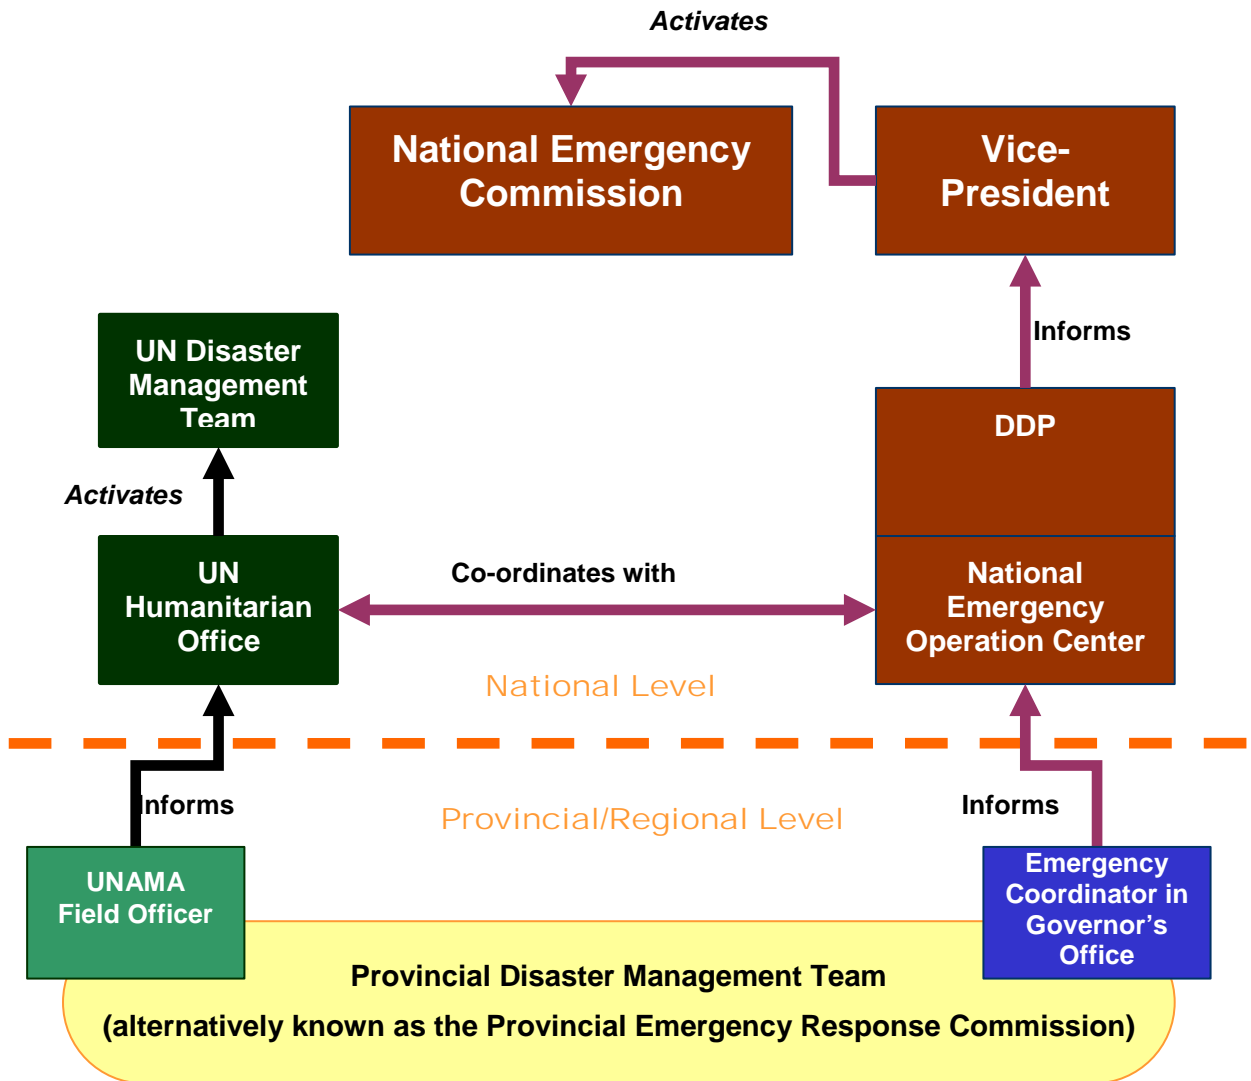 Activates
National Emergency
Commission
Vice-
President
Informs
UN Disaster
Management
Team
DDP
Activates
UN
Humanitarian
Office
Co-ordinates with
National
Emergency
Operation Center
National Level
Informs
Provincial/Regional Level
Informs
UNAMA
Field Officer
Emergency
Coordinator in
Governor’s
Office
Provincial Disaster Management Team
(alternatively known as the Provincial Emergency Response Commission)